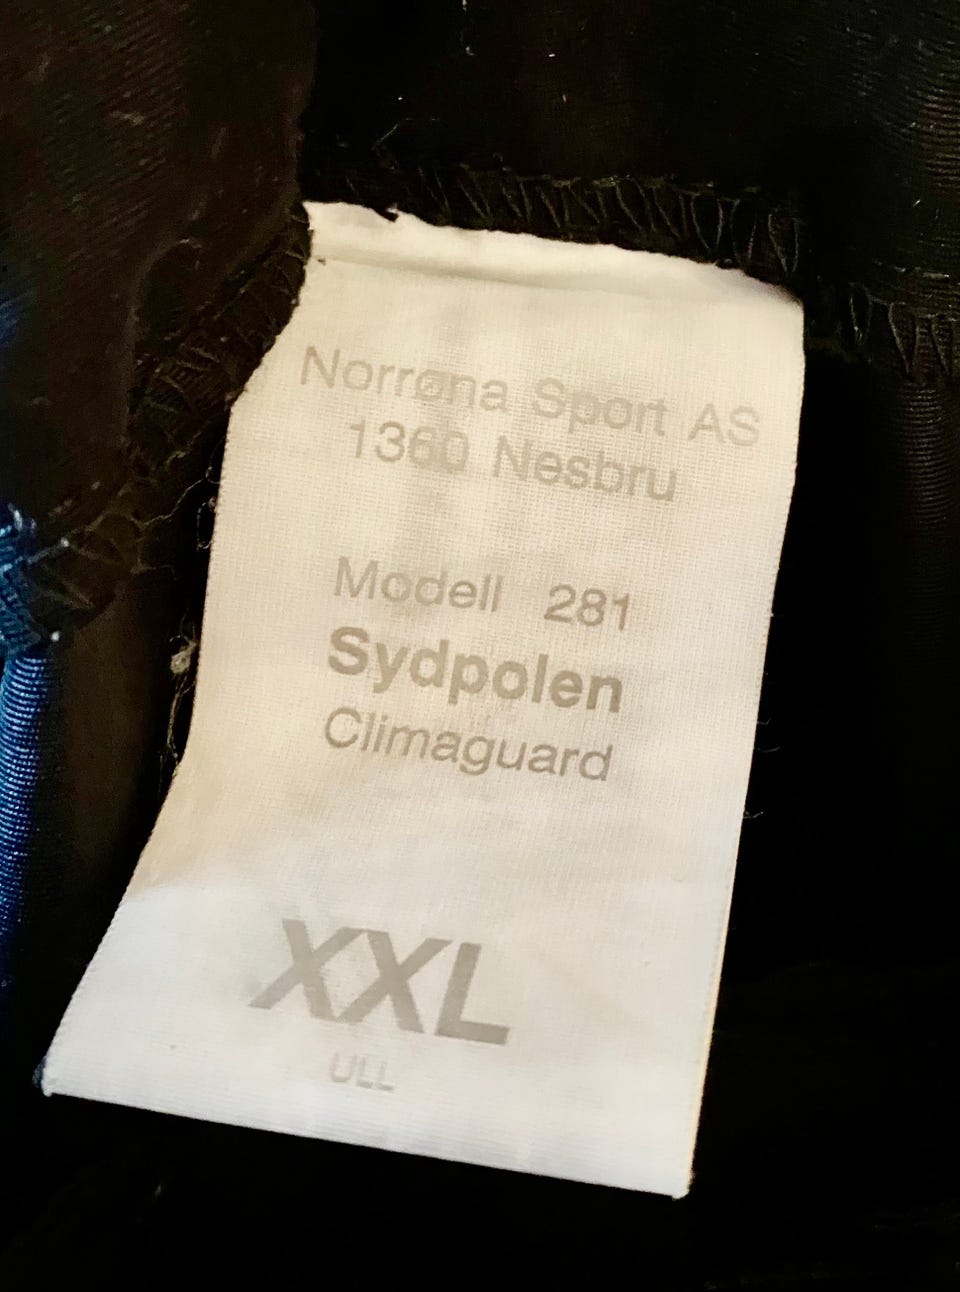 Norrøna Sport AS
1360 Nesbru
Modell 281
Sydpolen
Climaguard
XXL
ULL